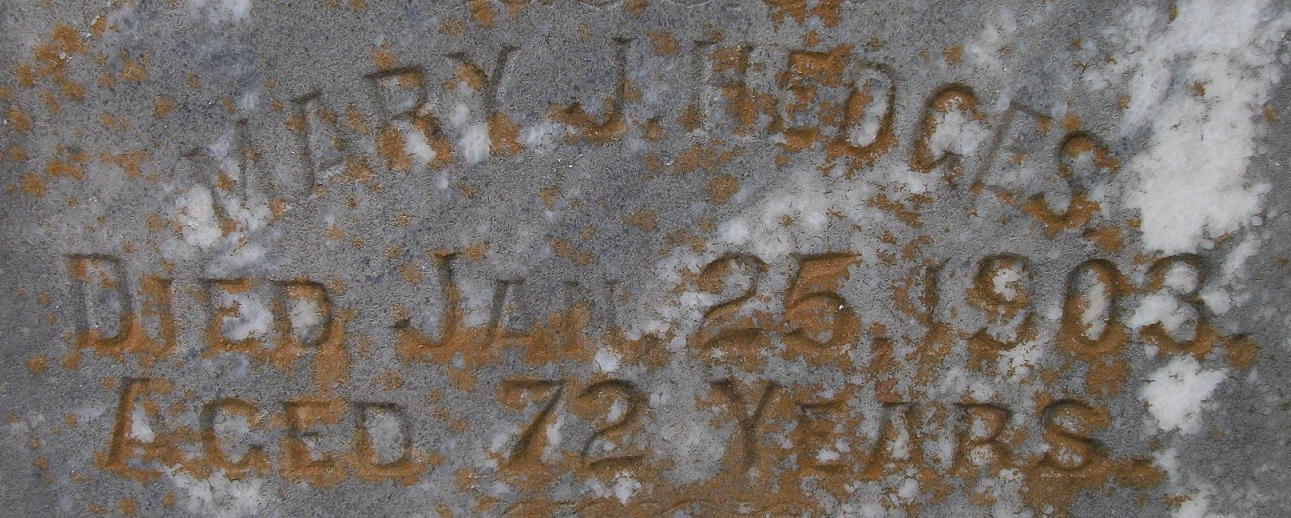 MARY J. HEDGES
DIED JAN. 25, 1903.
AGED 72 YEARS.